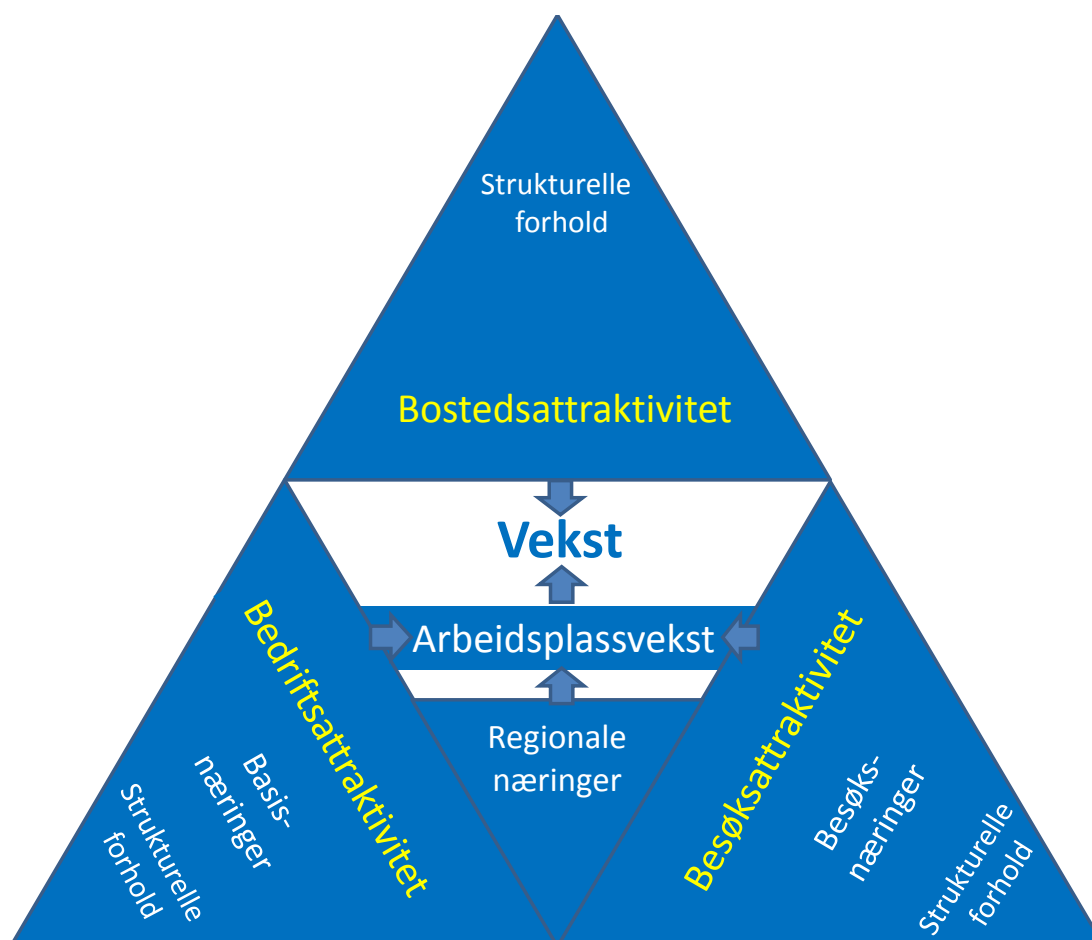 Strukturelle
forhold
Bostedsattraktivitet
Vekst
Arbeidsplassvekst
Regionale
næringer
Bedriftsattraktivitet
Basis-
næringer
Strukturelle
forhold
Besøksattraktivitet
Besøks-
næringer
Strukturelle
forhold